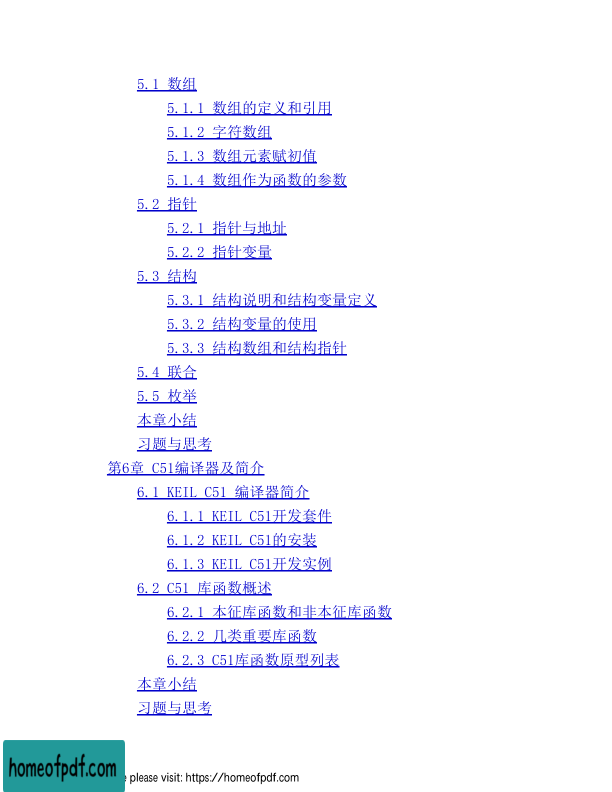 5.1 数组
5.1.1 数组的定义和引用
5.1.2 字符数组
5.1.3 数组元素赋初值
5.1.4 数组作为函数的参数
5.2 指针
5.2.1 指针与地址
5.2.2 指针变量
5.3 结构
5.3.1 结构说明和结构变量定义
5.3.2 结构变量的使用
5.3.3 结构数组和结构指针
5.4 联合
5.5 枚举
本章小结
习题与思考
第6章 C51编译器及简介
6.1 KEIL C51 编译器简介
6.1.1 KEIL C51开发套件
6.1.2 KEIL C51的安装
6.1.3 KEIL C51开发实例
6.2 C51 库函数概述
6.2.1 本征库函数和非本征库函数
6.2.2 几类重要库函数
6.2.3 C51库函数原型列表
本章小结
习题与思考
homeofpdf.com
please visit: https://homeofpdf.com